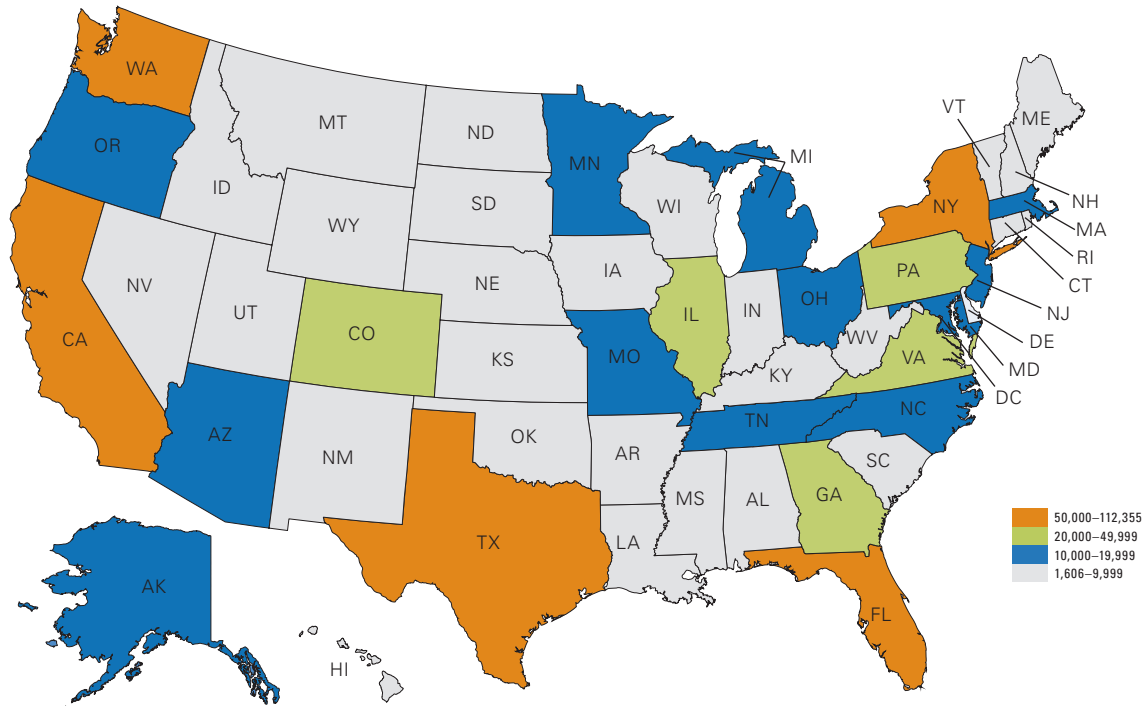 WA
MT
ND
MN
VT
ME
OR
ID
SD
WI
MI
NY
NH
MA
WY
RI
IA
PA
CT
NV
NE
NJ
UT
IL
IN
OH
DE
CA
CO
WV
VA
MD
KS
MO
KY
DC
AZ
NM
OK
AR
TN
NC
SC
MS
AL
GA
TX
LA
50,000–112,355
20,000–49,999
10,000–19,999
1,606–9,999
AK
FL
HI